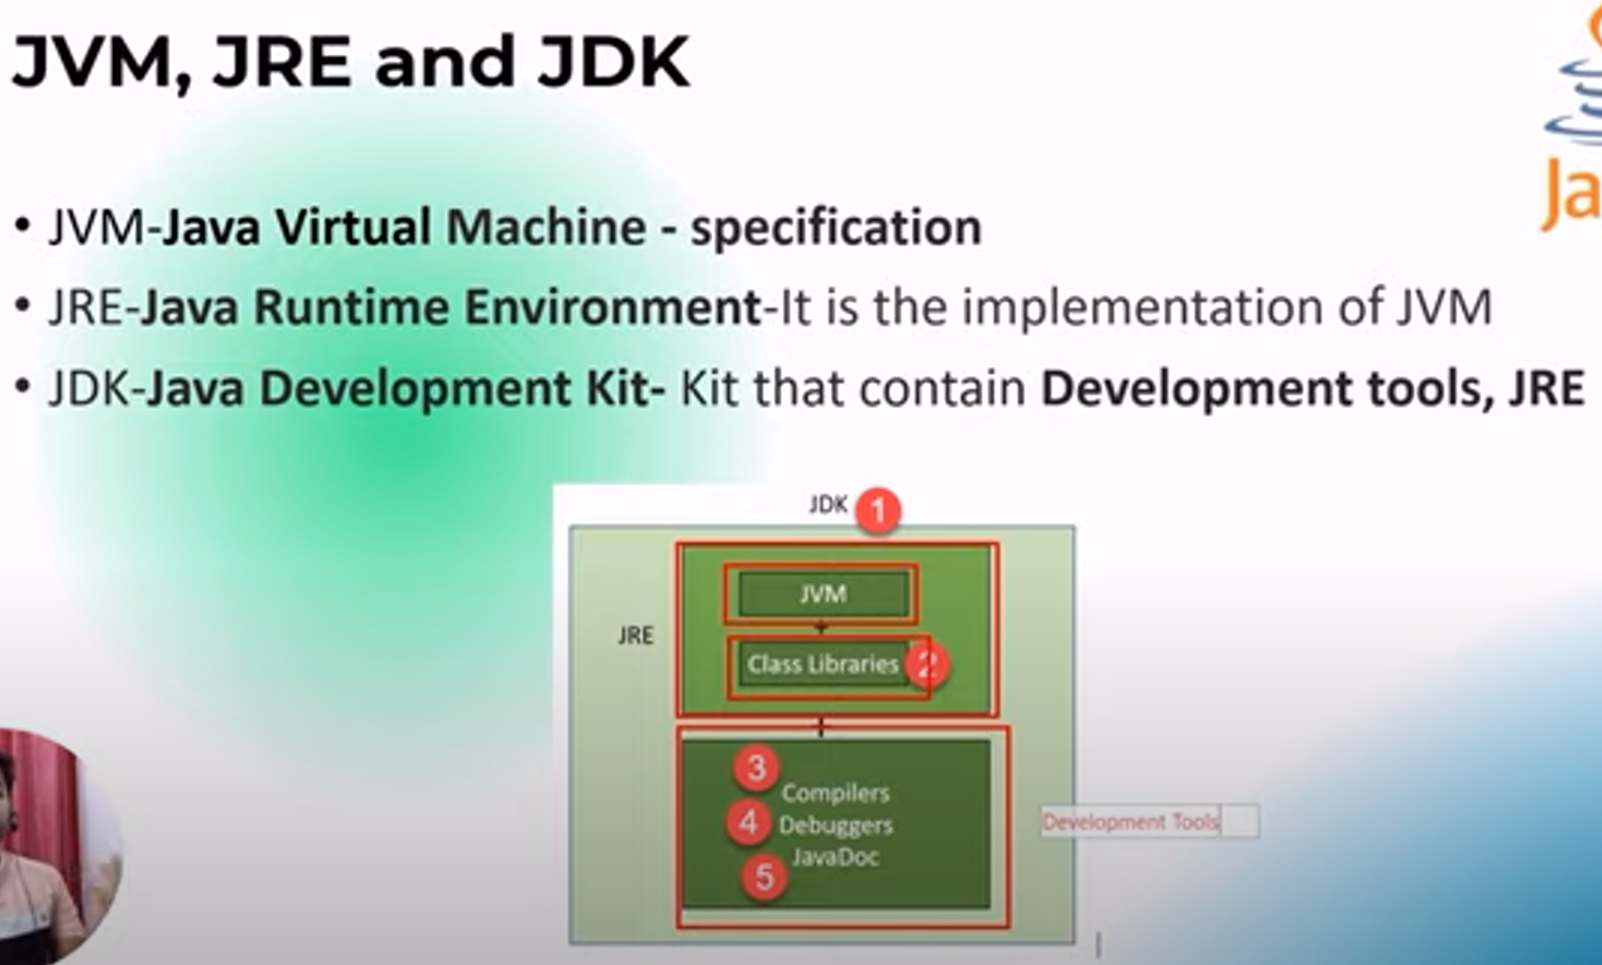 JVM, JRE and JDK
Ja
• JVM-Java Virtual Machine - specification
• JRE-Java Runtime Environment-It is the implementation of JVM
• JDK-Java Development Kit- Kit that contain Development tools, JRE
JDK 1
JVM
JRE
Class Libraries 2
3
Compilers
4 Debuggers
JavaDoc
5
Development Tools